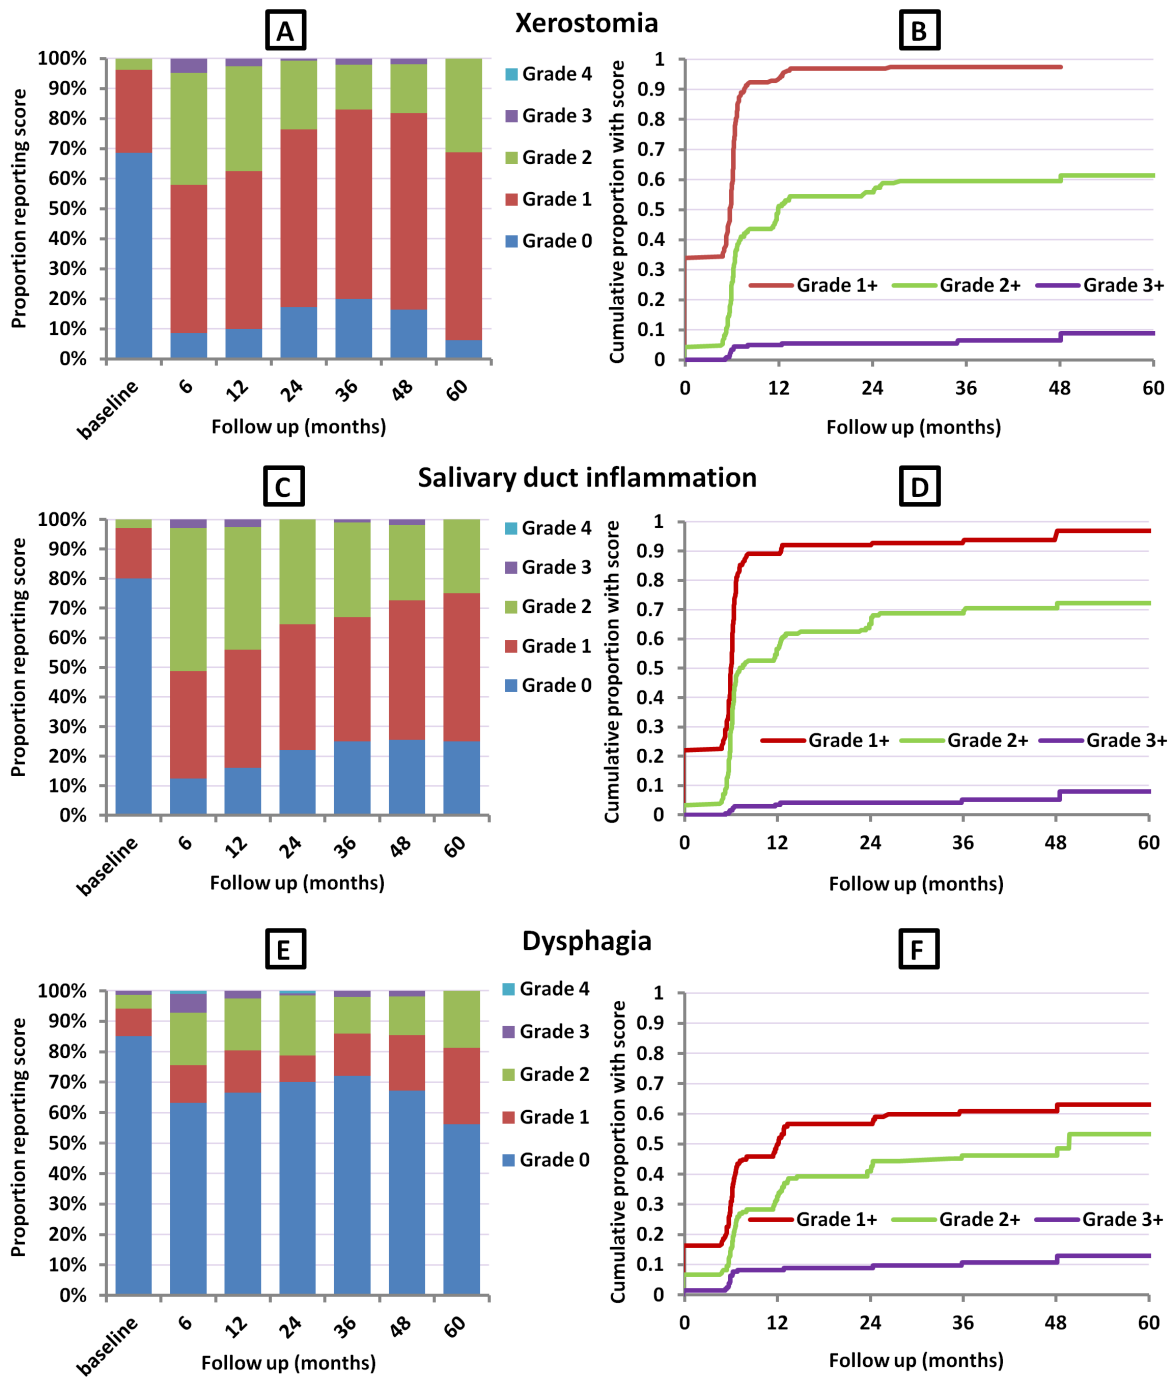 Xerostomia
A
Proportion reporting score
100%
90%
80%
70%
60%
50%
40%
30%
20%
10%
0%
baseline 6 12 24 36 48 60
Follow up (months)
Grade 4
Grade 3
Grade 2
Grade 1
Grade 0
B
Cumulative proportion with score
1
0.9
0.8
0.7
0.6
0.5
0.4
0.3
0.2
0.1
0
Grade 1+ Grade 2+ Grade 3+
0 12 24 36 48 60
Follow up (months)
Salivary duct inflammation
C
Proportion reporting score
100%
90%
80%
70%
60%
50%
40%
30%
20%
10%
0%
baseline 6 12 24 36 48 60
Follow up (months)
Grade 4
Grade 3
Grade 2
Grade 1
Grade 0
D
Cumulative proportion with score
1
0.9
0.8
0.7
0.6
0.5
0.4
0.3
0.2
0.1
0
Grade 1+ Grade 2+ Grade 3+
0 12 24 36 48 60
Follow up (months)
Dysphagia
E
Proportion reporting score
100%
90%
80%
70%
60%
50%
40%
30%
20%
10%
0%
baseline 6 12 24 36 48 60
Follow up (months)
Grade 4
Grade 3
Grade 2
Grade 1
Grade 0
F
Cumulative proportion with score
1
0.9
0.8
0.7
0.6
0.5
0.4
0.3
0.2
0.1
0
Grade 1+ Grade 2+ Grade 3+
0 12 24 36 48 60
Follow up (months)